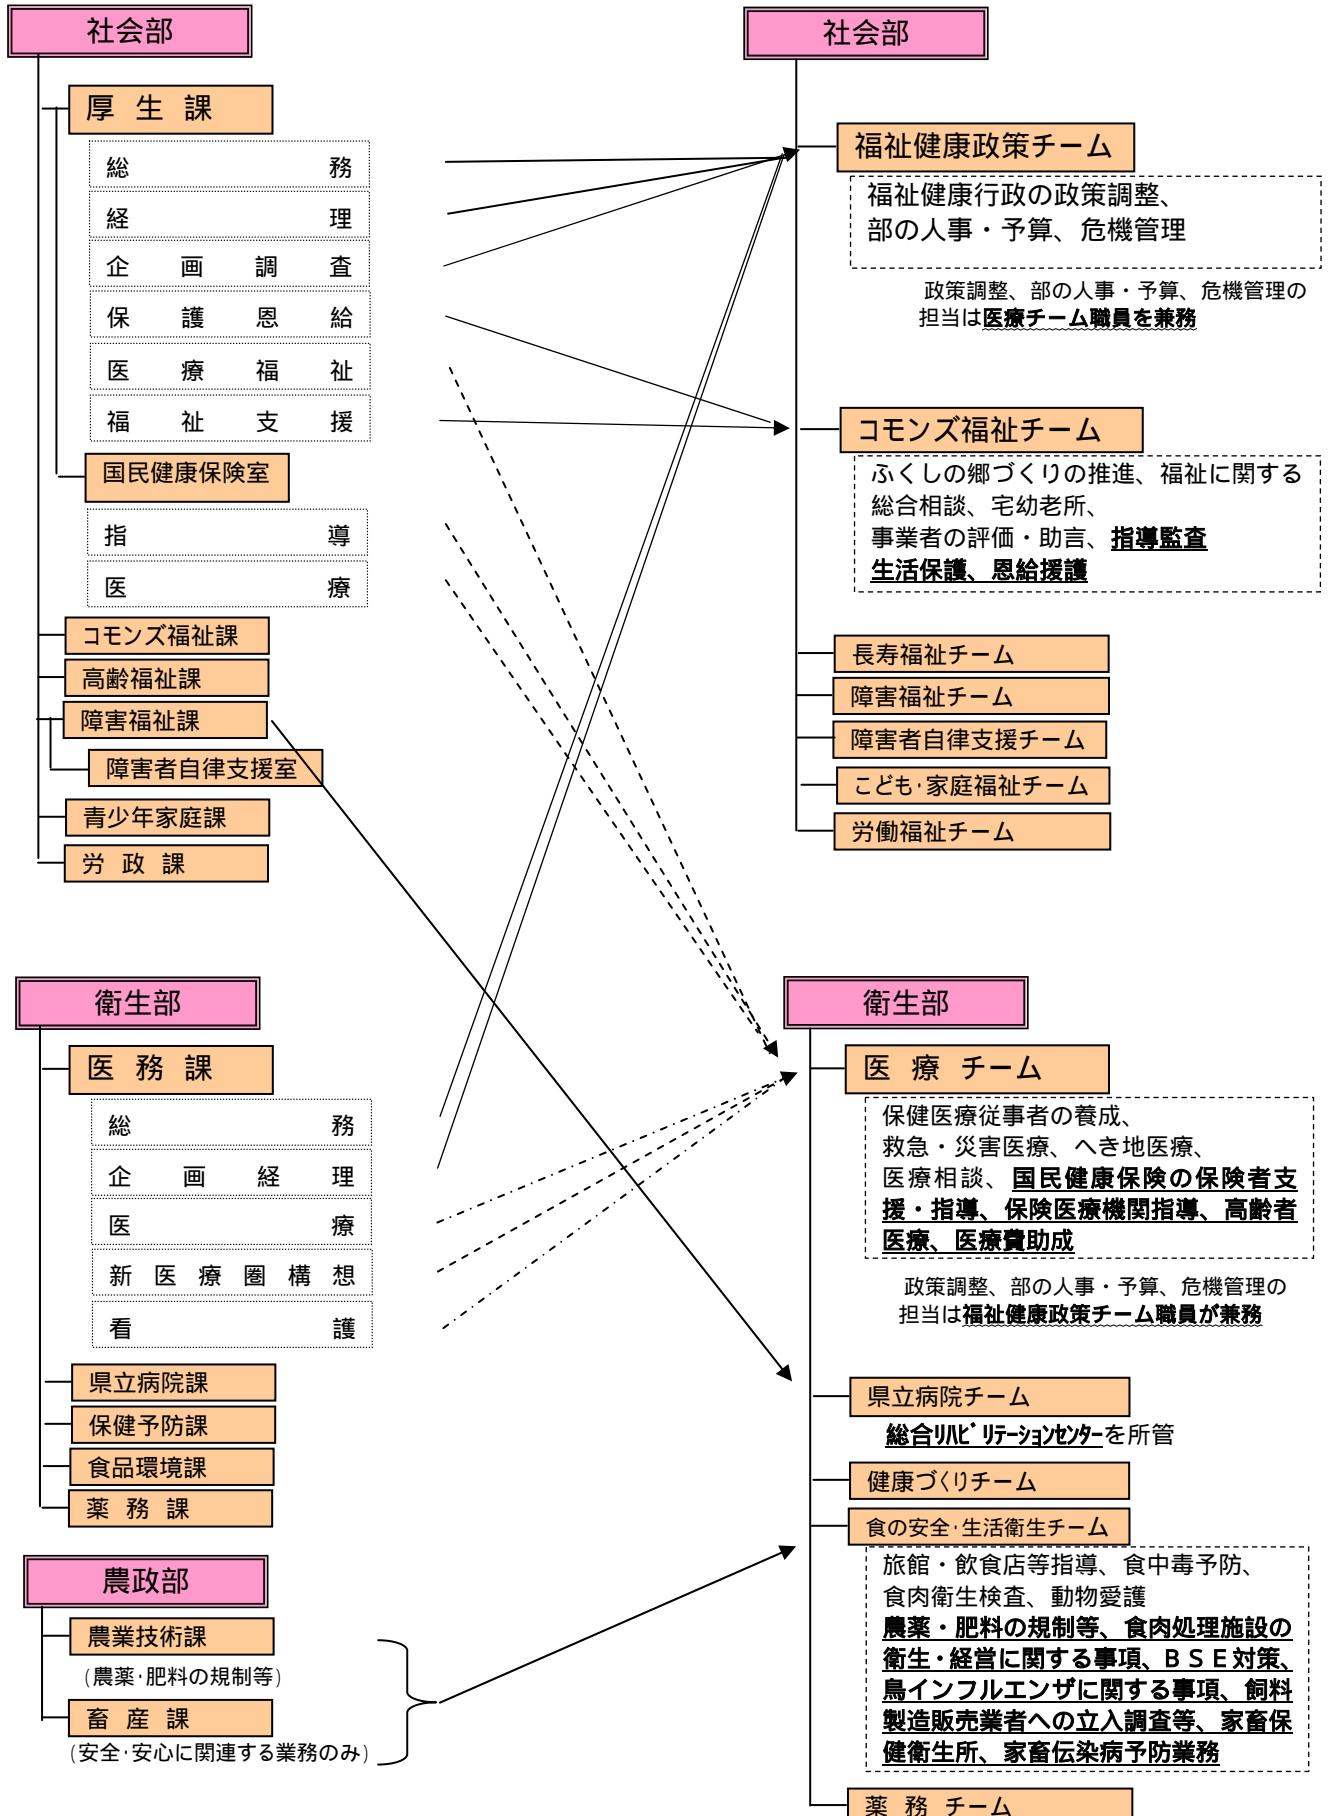 社会部
厚生課
総務
経理
企画調査
保護恩給
医療福祉
福祉支援
国民健康保険室
指導
医療
コモンズ福祉課
高齢福祉課
障害福祉課
障害者自律支援室
青少年家庭課
労政課
衛生部
医務課
総務
企画経理
医療
新医療圏構想
看護
県立病院課
保健予防課
食品環境課
薬務課
農政部
農業技術課
(農薬・肥料の規制等)
畜産課
(安全・安心に関連する業務のみ)
社会部
福祉健康政策チーム
福祉健康行政の政策調整、
部の人事・予算、危機管理
政策調整、部の人事・予算、危機管理の
担当は医療チーム職員を兼務
コモンズ福祉チーム
ふくしの郷づくりの推進、福祉に関する
総合相談、宅幼老所、
事業者の評価・助言、指導監査
生活保護、恩給援護
長寿福祉チーム
障害福祉チーム
障害者自律支援チーム
こども・家庭福祉チーム
労働福祉チーム
衛生部
医療チーム
保健医療従事者の養成、
救急・災害医療、へき地医療、
医療相談、国民健康保険の保険者支
援・指導、保険医療機関指導、高齢者
医療、医療費助成
政策調整、部の人事・予算、危機管理の
担当は福祉健康政策チーム職員が兼務
県立病院チーム
総合ﾘﾊﾋﾞﾘﾃｰｼｮﾝｾﾝﾀｰを所管
健康づくりチーム
食の安全・生活衛生チーム
旅館・飲食店等指導、食中毒予防、
食肉衛生検査、動物愛護
農薬・肥料の規制等、食肉処理施設の
衛生・経営に関する事項、ＢＳＥ対策、
鳥インフルエンザに関する事項、飼料
製造販売業者への立入調査等、家畜保
健衛生所、家畜伝染病予防業務
薬務チーム